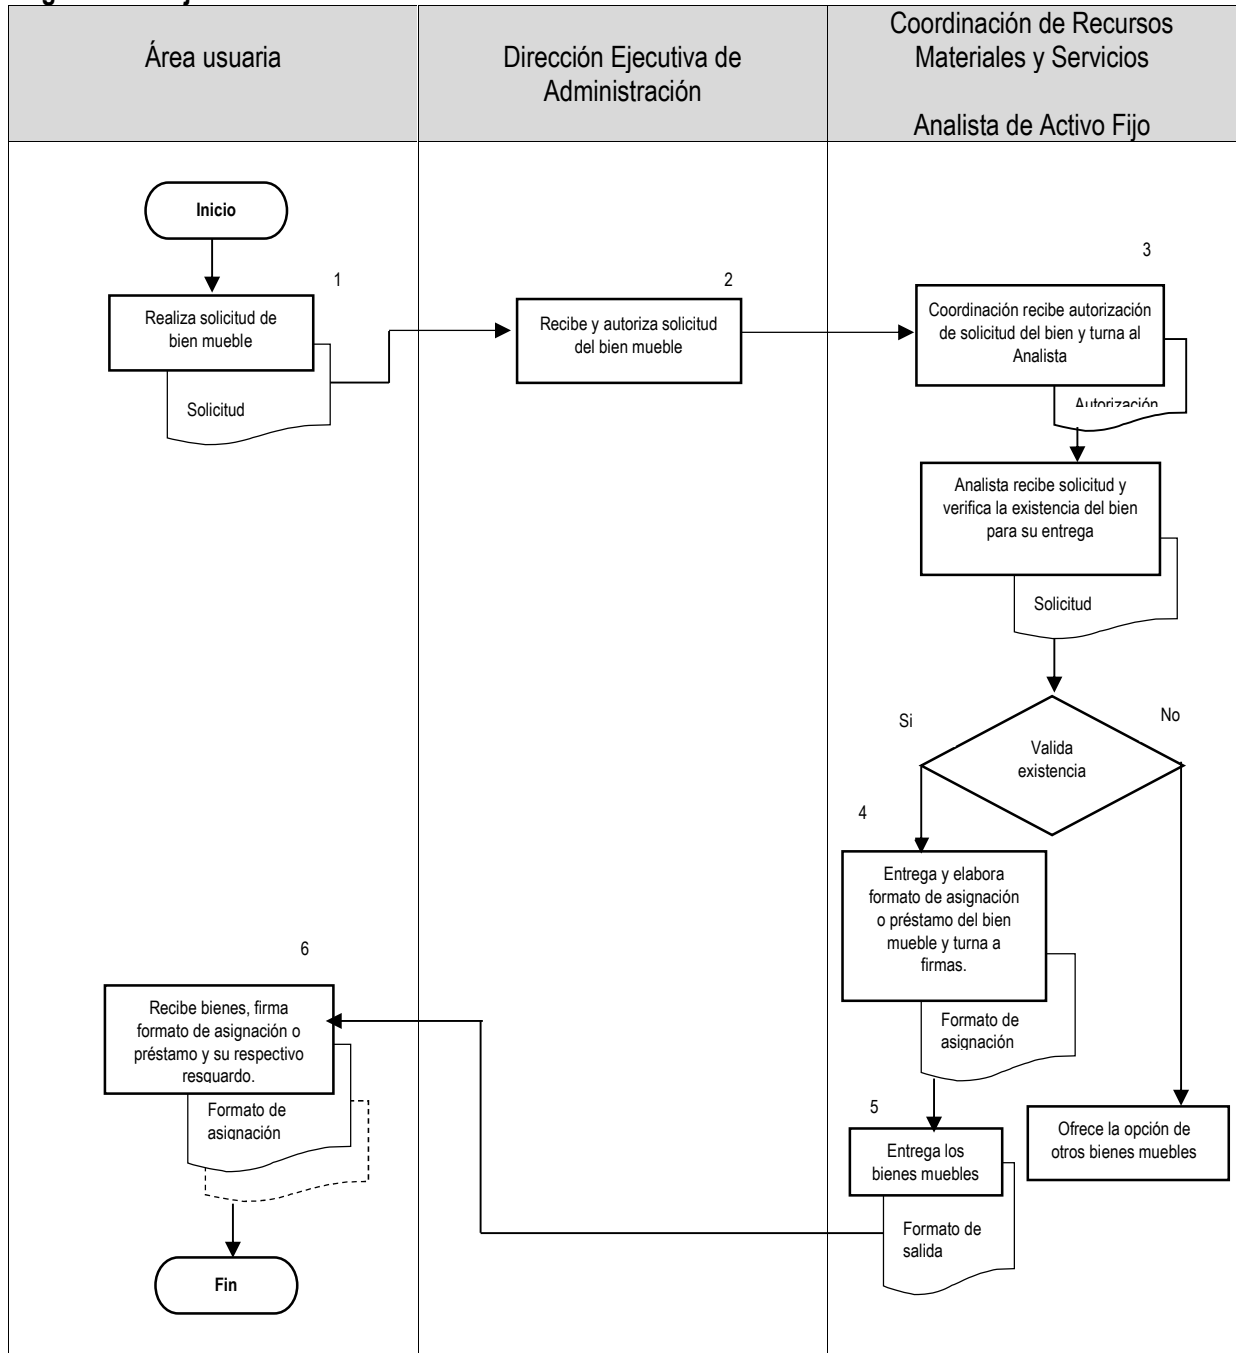 Área usuaria
Dirección Ejecutiva de
Administración
Coordinación de Recursos
Materiales y Servicios
Analista de Activo Fijo
Inicio
1
Realiza solicitud de
bien mueble
Solicitud
2
Recibe y autoriza solicitud
del bien mueble
3
Coordinación recibe autorización
de solicitud del bien y turna al
Analista
Autorización
Analista recibe solicitud y
verifica la existencia del bien
para su entrega
Solicitud
Si
No
Valida
existencia
4
Entrega y elabora
formato de asignación
o préstamo del bien
mueble y turna a
firmas.
Formato de
asignación
5
Entrega los
bienes muebles
Formato de
salida
Ofrece la opción de
otros bienes muebles
6
Recibe bienes, firma
formato de asignación o
préstamo y su respectivo
resguardo.
Formato de
asignación
Fin